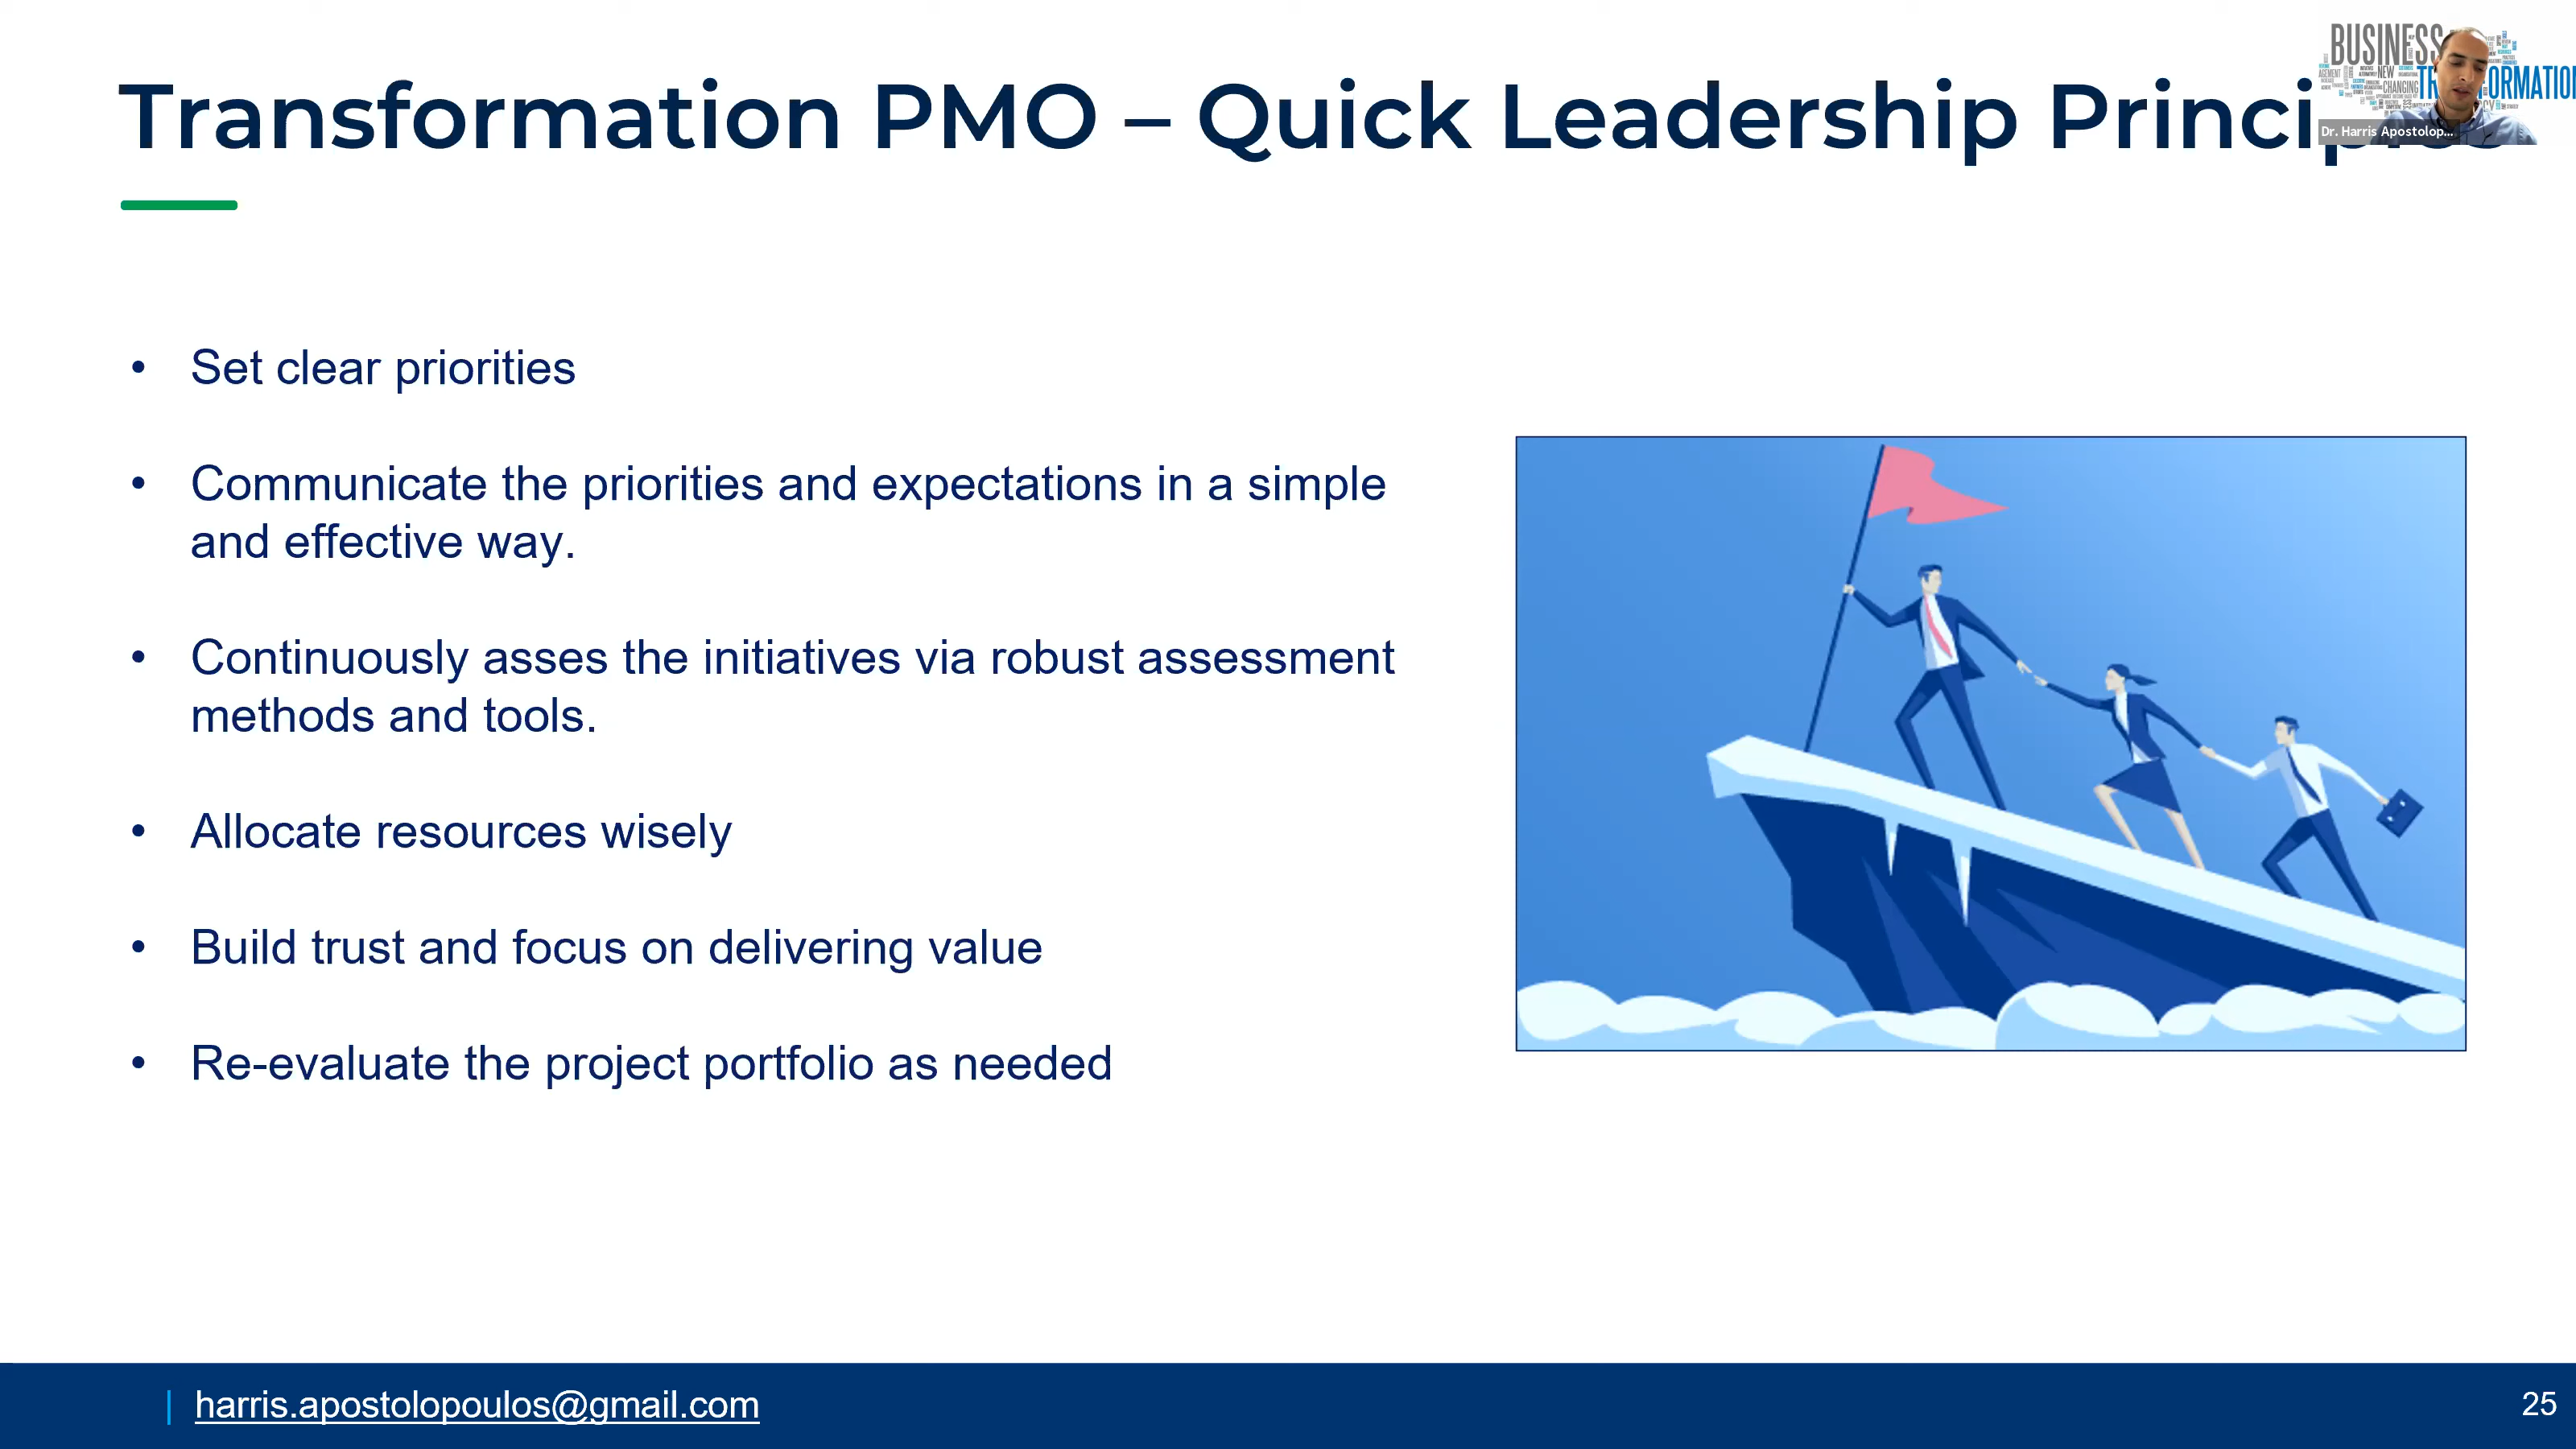 Transformation PMO – Quick Leadership
BUSINESS
NEW
CHANGING
Dr. Harris Apostolop...
• Set clear priorities
• Communicate the priorities and expectations in a simple
and effective way.
• Continuously asses the initiatives via robust assessment
methods and tools.
• Allocate resources wisely
• Build trust and focus on delivering value
• Re-evaluate the project portfolio as needed
| harris.apostolopoulos@gmail.com
25